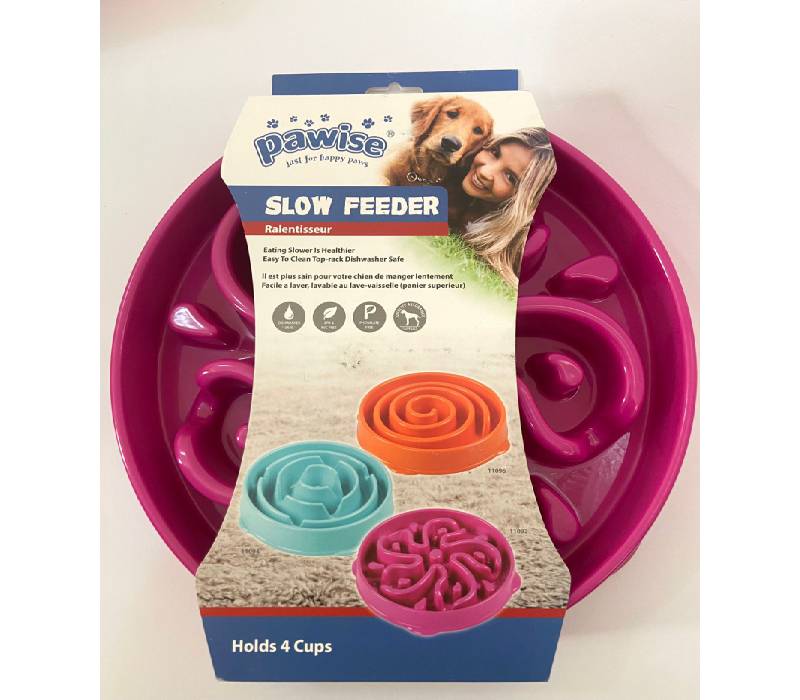 pawise®
just for happy paws
SLOW FEEDER
Ralentisseur
Eating Slower Is Healthier
Easy To Clean Top-rack Dishwasher Safe
Il est plus sain pour votre chien de manger lentement
Facile a laver, lavable au lave-vaisselle (panier superieur)
DISHWASHER
Holds 4 Cups